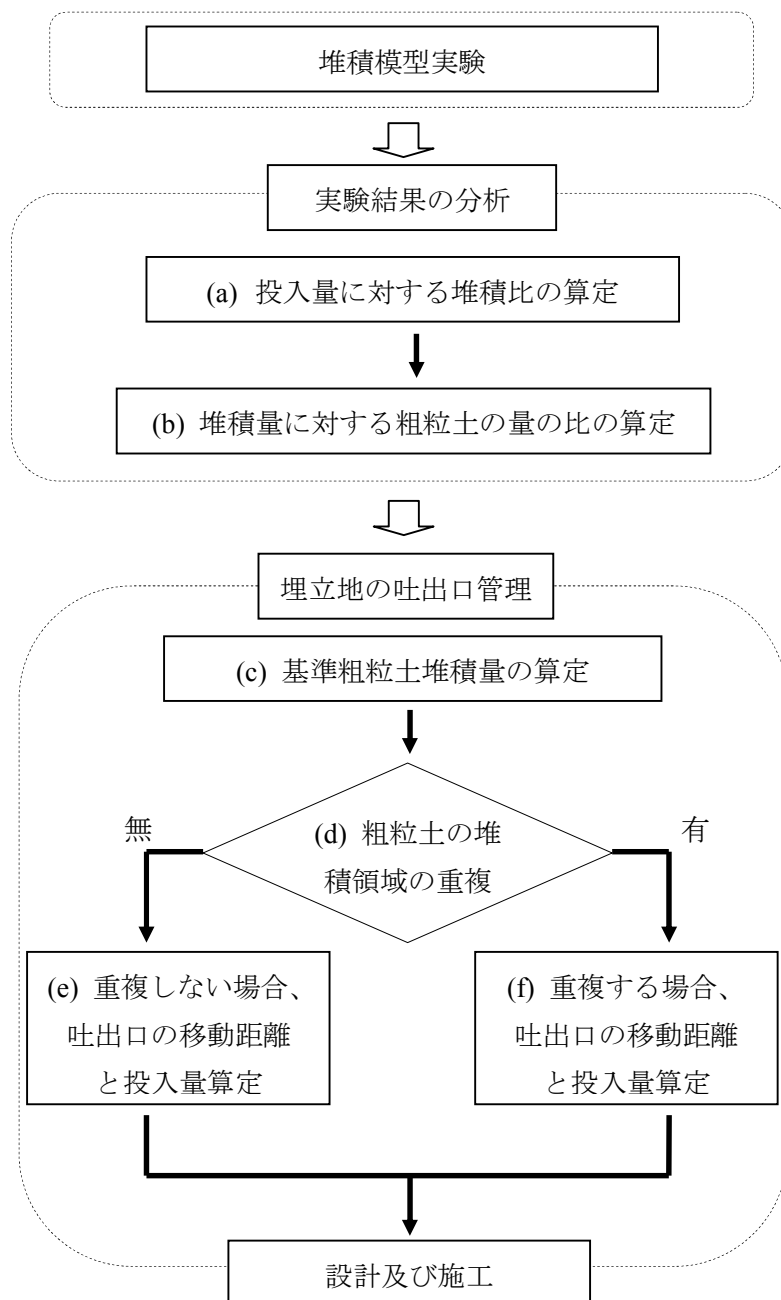 堆積模型実験
実験結果の分析
(a) 投入量に対する堆積比の算定
(b) 堆積量に対する粗粒土の量の比の算定
埋立地の吐出口管理
(c) 基準粗粒土堆積量の算定
無
(d) 粗粒土の堆
積領域の重複
有
(e) 重複しない場合、
吐出口の移動距離
と投入量算定
(f) 重複する場合、
吐出口の移動距離
と投入量算定
設計及び施工